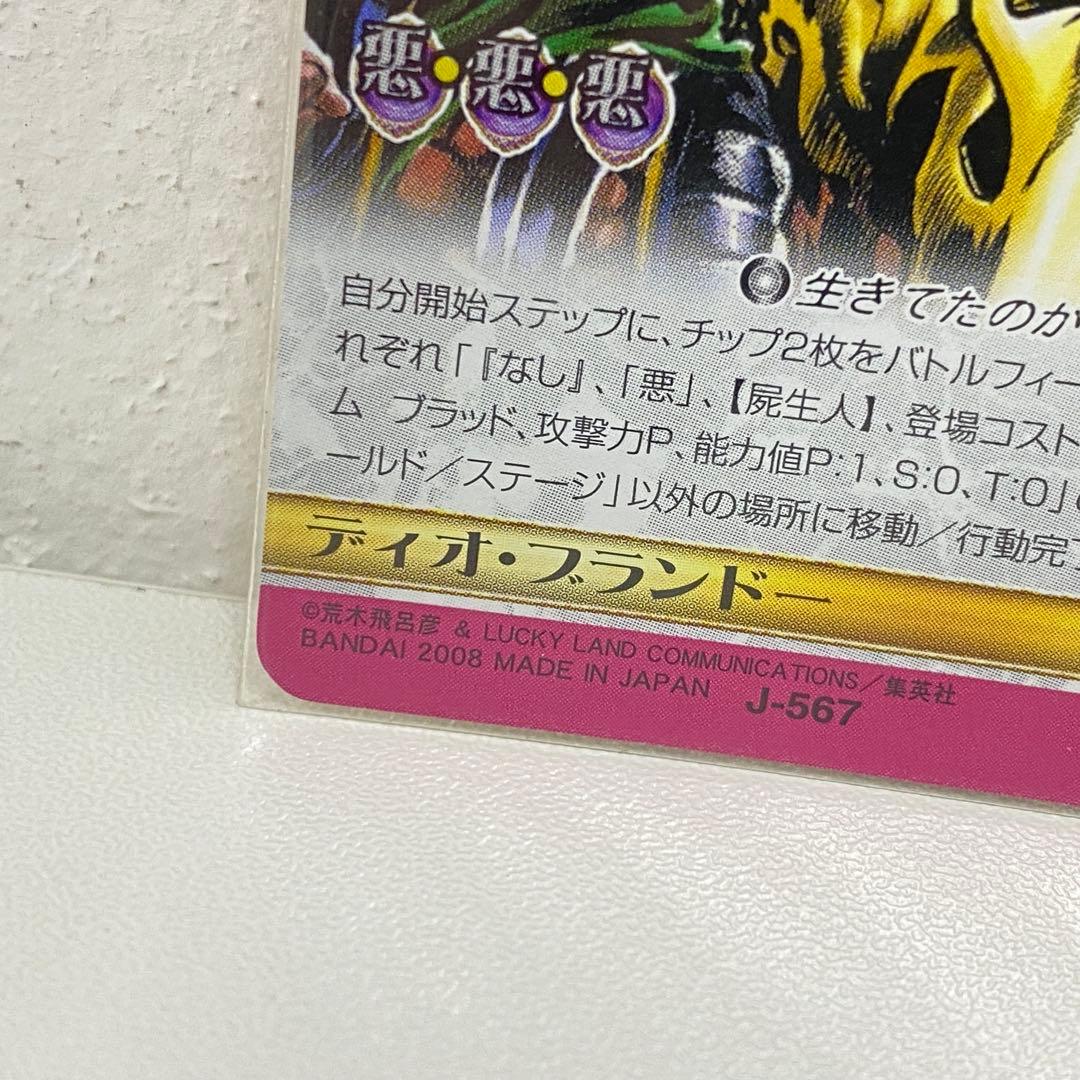 悪・悪・悪
生きてたのか
自分開始ステップに、チップ2枚をバトルフィー
れぞれ「『なし』、「悪」、【屍生人】、登場コスト
ム ブラッド、攻撃力P、能力値P:1、S:0、T:0」
ールド／ステージ」以外の場所に移動／行動完了
ディオ・ブランドー
©荒木飛呂彦 & LUCKY LAND COMMUNICATIONS／集英社
BANDAI 2008 MADE IN JAPAN J-567